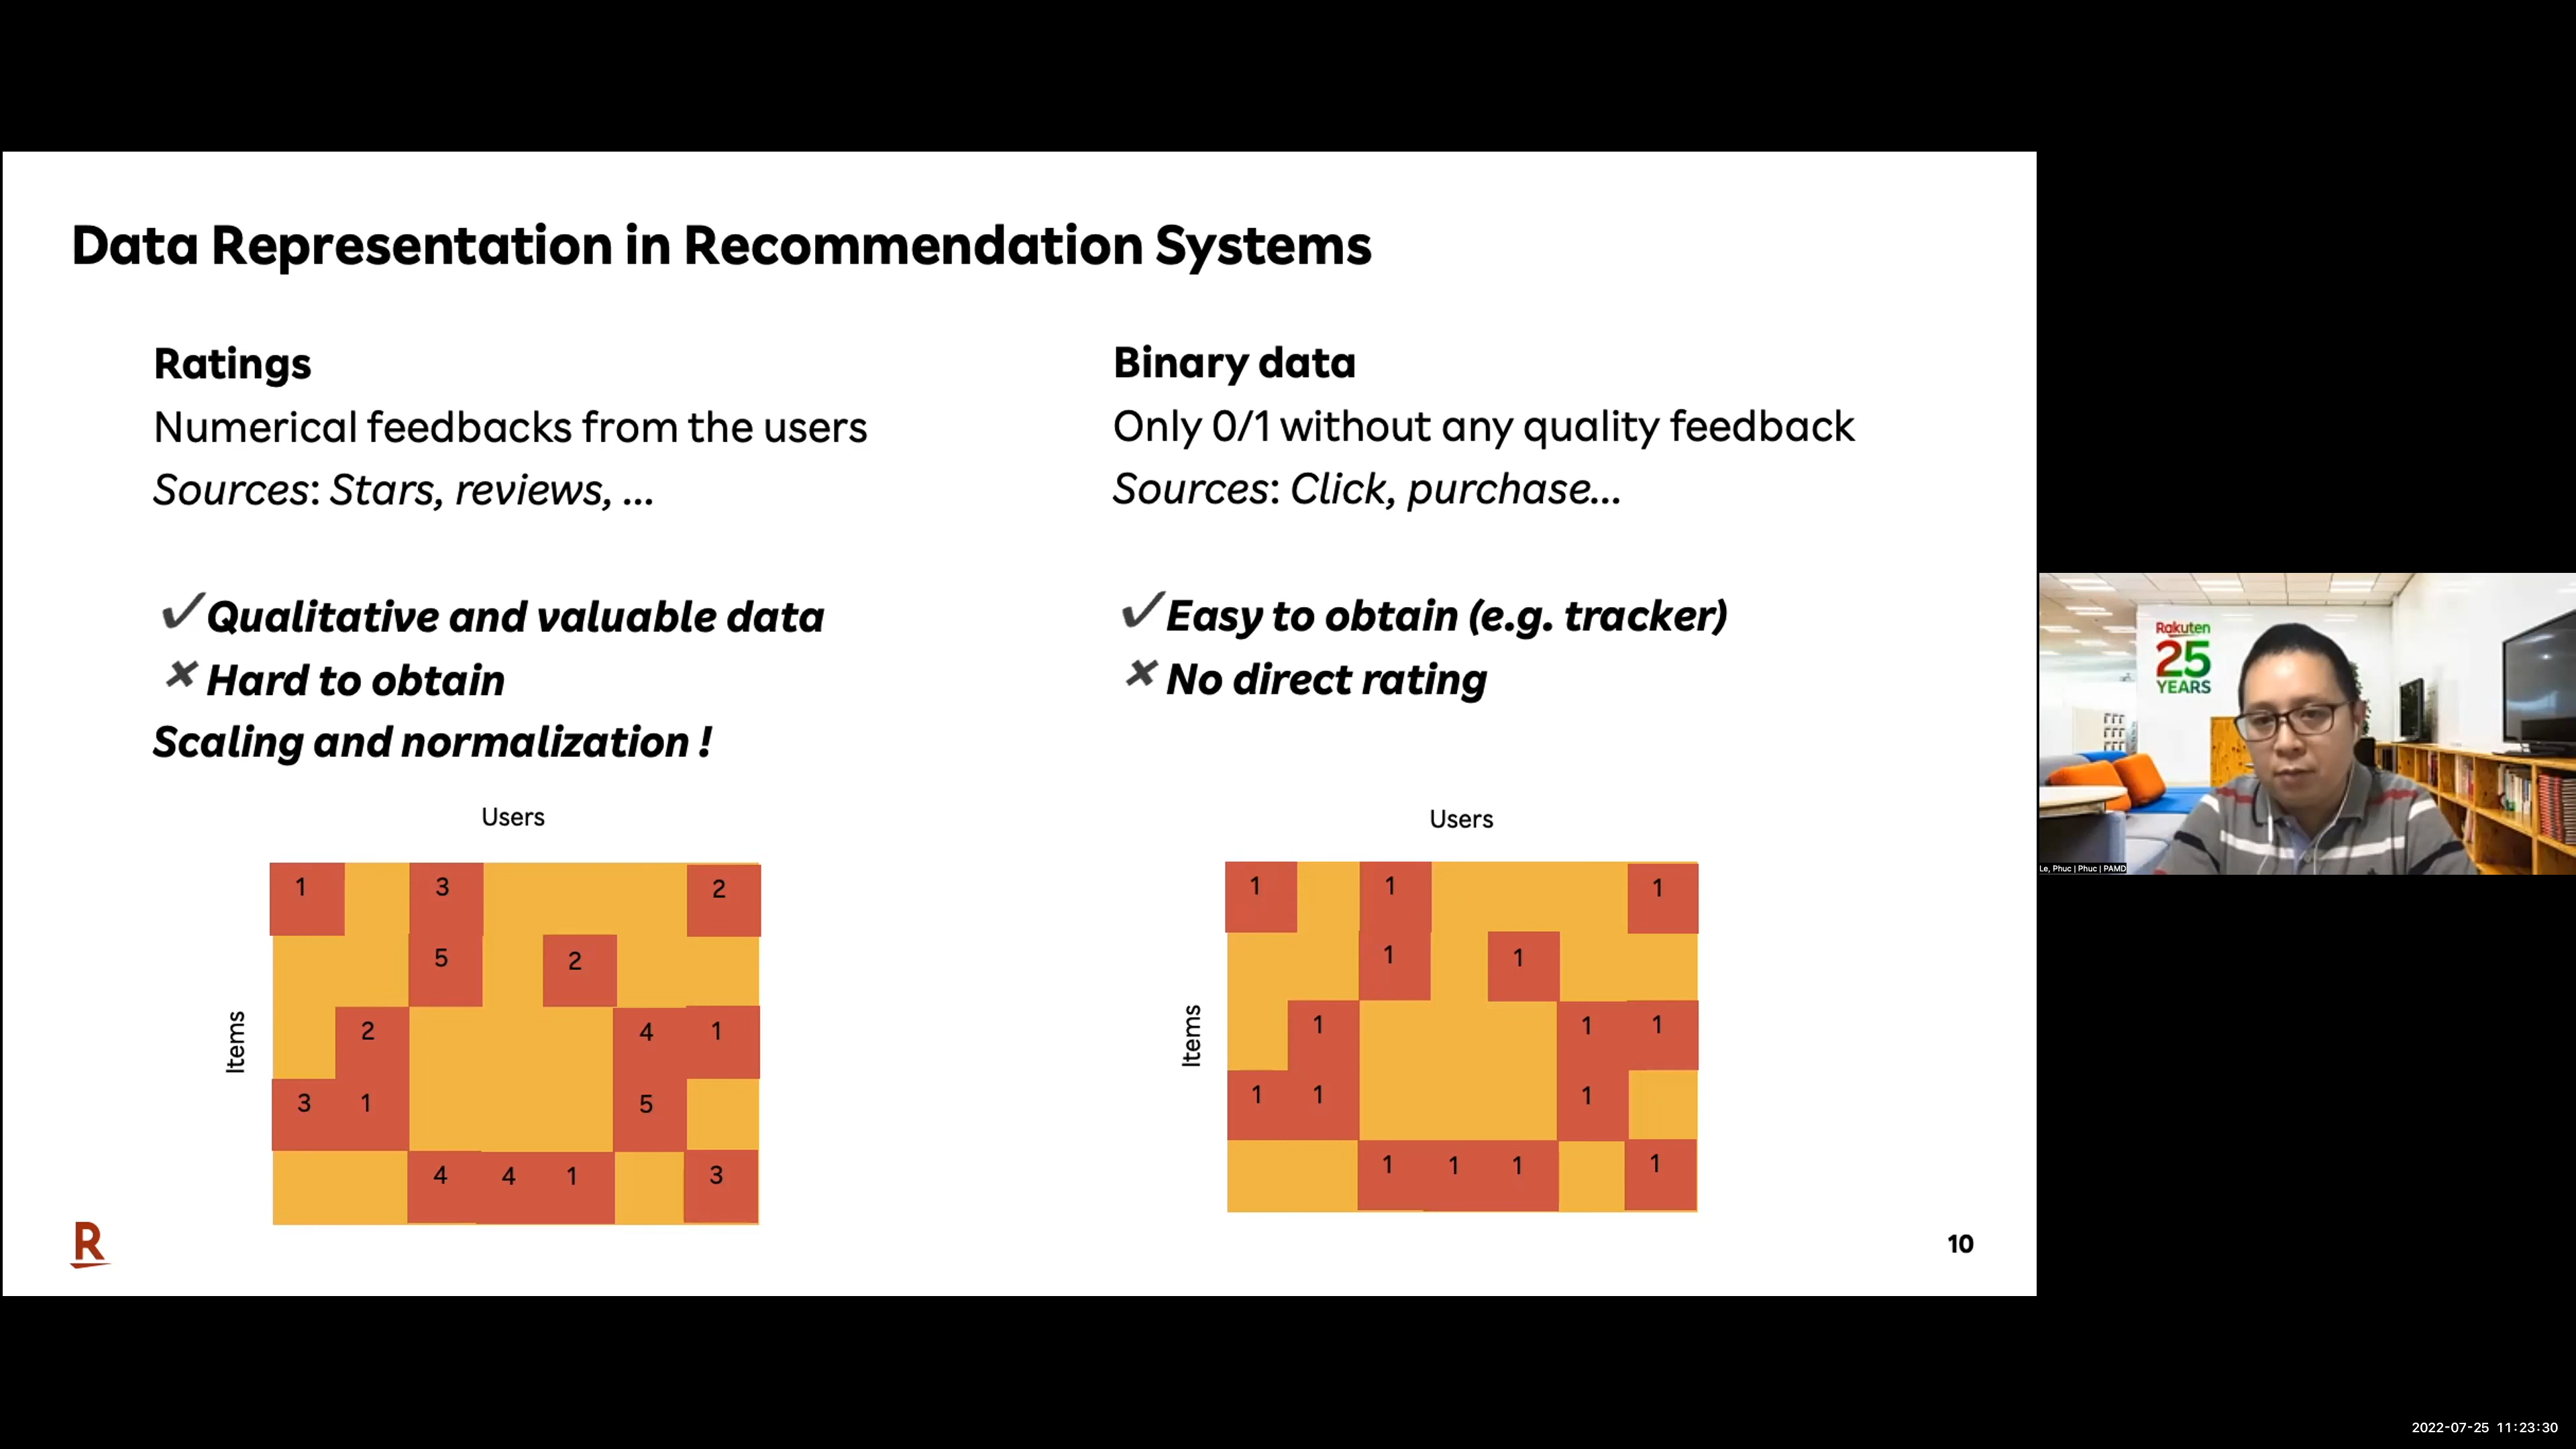 Data Representation in Recommendation Systems
Ratings
Numerical feedbacks from the users
Sources: Stars, reviews, ...
✓Qualitative and valuable data
✕ Hard to obtain
Scaling and normalization !
Users
Items
1 3 2
5 2
2 4 1
3 1 5
4 4 1 3
Binary data
Only 0/1 without any quality feedback
Sources: Click, purchase...
✓Easy to obtain (e.g. tracker)
✕ No direct rating
Users
Items
1 1 1
1 1
1 1 1
1 1 1
1 1 1 1
R
10
Rakuten
25
YEARS
Le, Phuc | Phuc | PAMD
2022-07-25 11:23:30